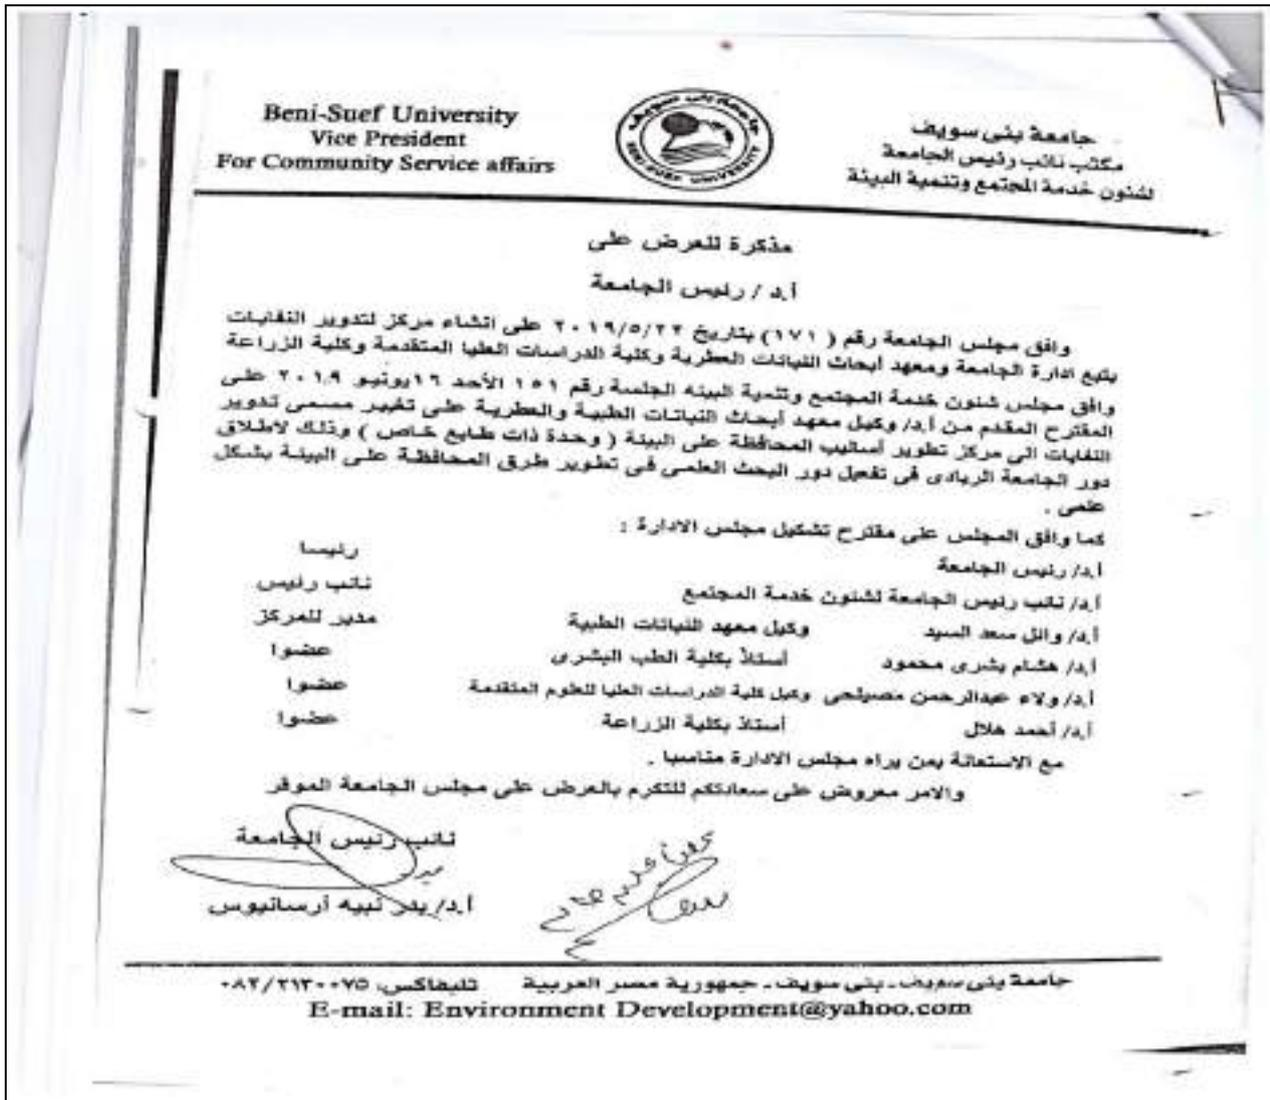 Beni-Suef University
Vice President
For Community Service affairs
جامعة بنى سويف
BENI-SUEF UNIVERSITY
جامعة بنى سويف
مكتب نائب رئيس الجامعة
لشئون خدمة المجتمع وتنمية البيئة
مذكرة للعرض على
أ.د / رئيس الجامعة
وافق مجلس الجامعة رقم ( ١٧١ ) بتاريخ ٢٠١٩/٥/٢٢ على انشاء مركز لتدوير النفايات
يتبع ادارة الجامعة ومعهد أبحاث النباتات العطرية وكلية الدراسات العليا المتقدمة وكلية الزراعة
وافق مجلس شئون خدمة المجتمع وتنمية البيئه الجلسة رقم ١٥١ الأحد ١٦ يونيو ٢٠١٩ على
المقترح المقدم من أ.د/ وكيل معهد أبحاث النباتات الطبية والعطرية على تغيير مسمى تدوير
النفايات الى مركز تطوير أساليب المحافظة على البيئة ( وحدة ذات طابع خاص ) وذلك لاطلاق
دور الجامعة الريادى فى تفعيل دور البحث العلمى فى تطوير طرق المحافظة على البيئة بشكل
علمى .
كما وافق المجلس على مقترح تشكيل مجلس الادارة :
أ.د/ رئيس الجامعة رئيسا
أ.د/ نائب رئيس الجامعة لشئون خدمة المجتمع نائب رئيس
أ.د/ وائل سعد السيد وكيل معهد النباتات الطبية مدير للمركز
أ.د/ هشام بشرى محمود أستاذ بكلية الطب البشرى عضوا
أ.د/ ولاء عبدالرحمن مصيلحى وكيل كلية الدراسات العليا للعلوم المتقدمة عضوا
أ.د/ أحمد هلال أستاذ بكلية الزراعة عضوا
مع الاستعانة بمن يراه مجلس الادارة مناسبا .
والامر معروض على سعادتكم للتكرم بالعرض على مجلس الجامعة الموقر
نائب رئيس الجامعة
أ.د/ بدر نبيه أرسانيوس
جامعة بنى سويف ـ بنى سويف ـ جمهورية مصر العربية تليفاكس: ٠٨٢/٢١٣٠٠٧٥
E-mail: Environment Development@yahoo.com